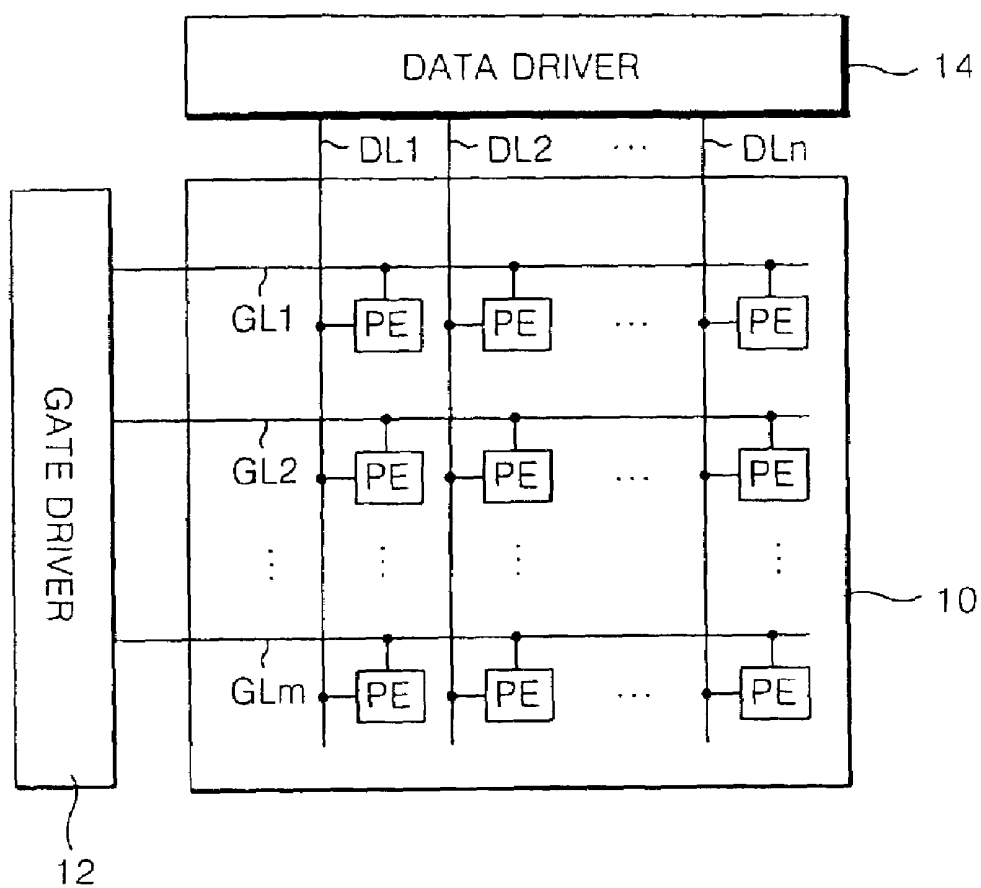 DATA DRIVER
14
DL1 DL2 ... DLn
GL1 PE PE ... PE
GATE DRIVER
GL2 PE PE ... PE
10
GLm PE PE ... PE
12